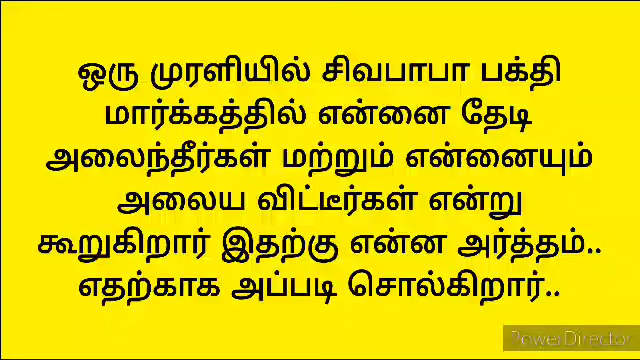 ஒரு முரளியில் சிவபாபா பக்தி
மார்க்கத்தில் என்னை தேடி
அலைந்தீர்கள் மற்றும் என்னையும்
அலைய விட்டீர்கள் என்று
கூறுகிறார் இதற்கு என்ன அர்த்தம்..
எதற்காக அப்படி சொல்கிறார்..
PowerDirector